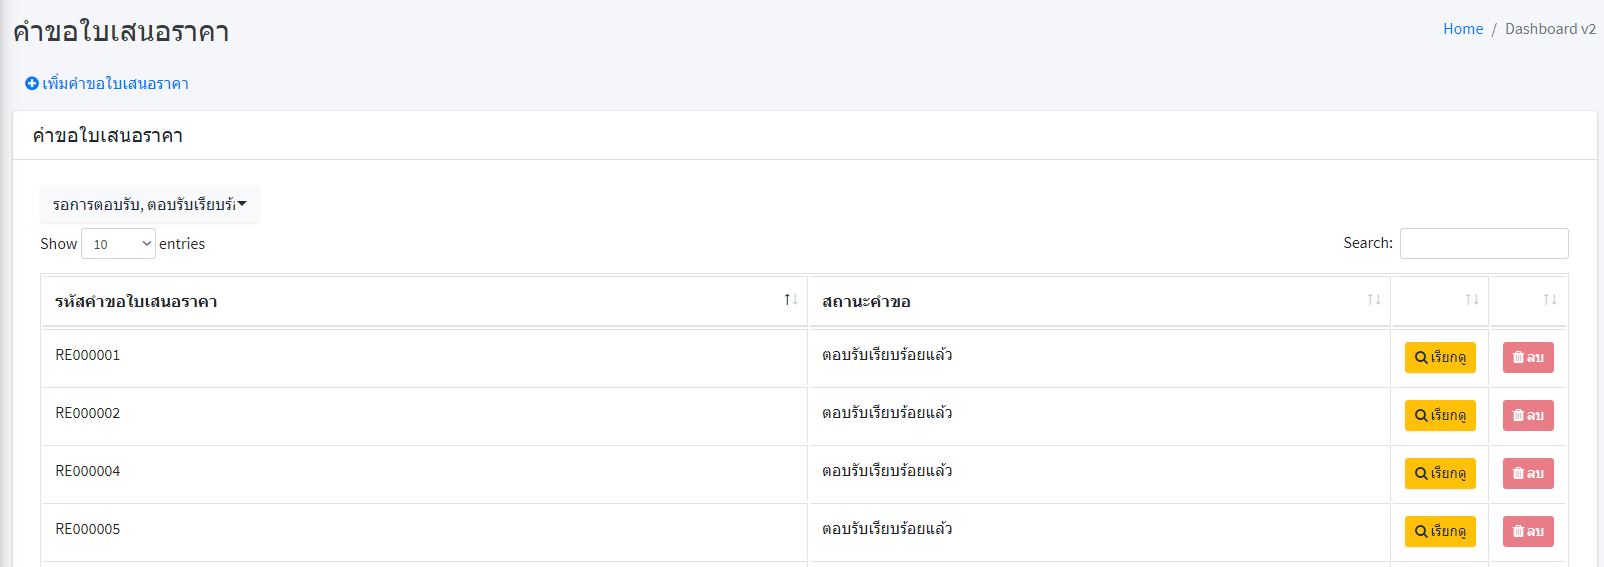 คำขอใบเสนอราคา
Home / Dashboard v2
เพิ่มคำขอใบเสนอราคา
คำขอใบเสนอราคา
รอการตอบรับ, ตอบรับเรียบร้
Show 10 entries
Search:
รหัสคำขอใบเสนอราคา สถานะคำขอ
RE000001 ตอบรับเรียบร้อยแล้ว เรียกดู ลบ
RE000002 ตอบรับเรียบร้อยแล้ว เรียกดู ลบ
RE000004 ตอบรับเรียบร้อยแล้ว เรียกดู ลบ
RE000005 ตอบรับเรียบร้อยแล้ว เรียกดู ลบ